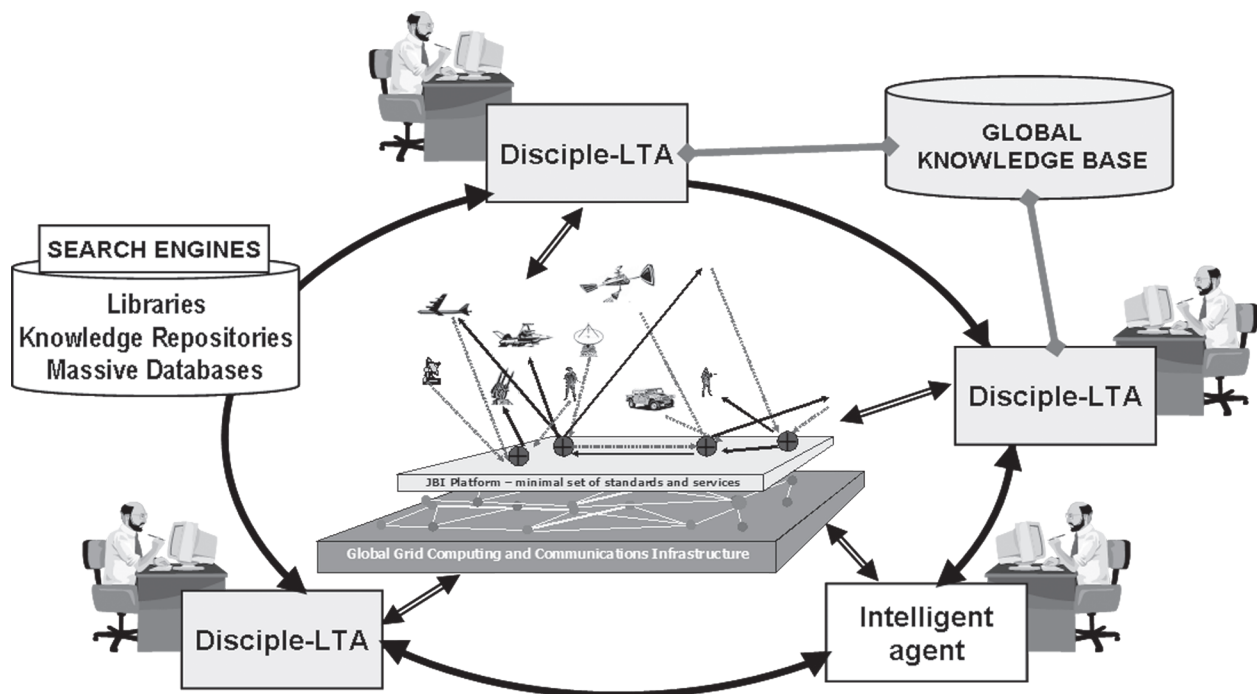 Disciple-LTA
GLOBAL
KNOWLEDGE BASE
SEARCH ENGINES
Libraries
Knowledge Repositories
Massive Databases
Disciple-LTA
JBI Platform – minimal set of standards and services
Global Grid Computing and Communications Infrastructure
Disciple-LTA
Intelligent
agent